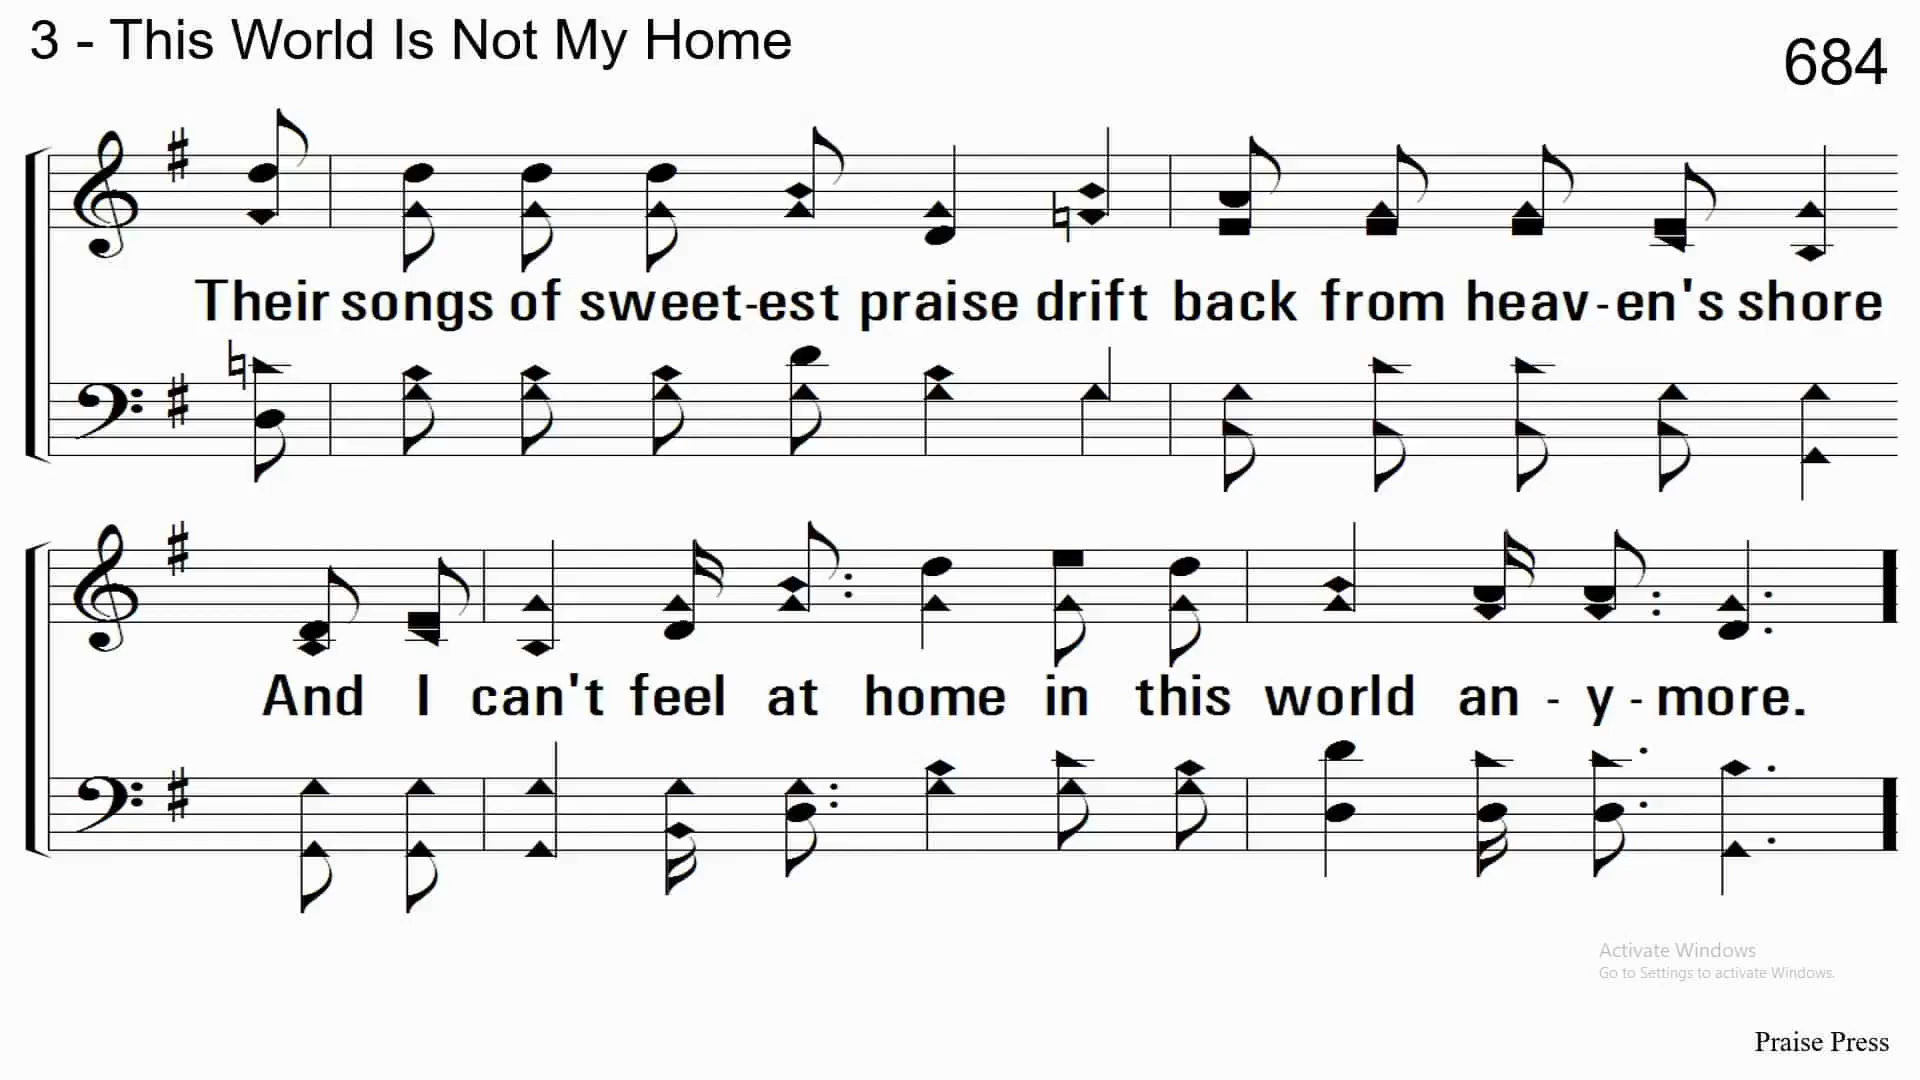 3 - This World Is Not My Home
684
Their songs of sweet-est praise drift back from heav-en's shore
And I can't feel at home in this world an - y - more.
Activate Windows
Go to Settings to activate Windows.
Praise Press